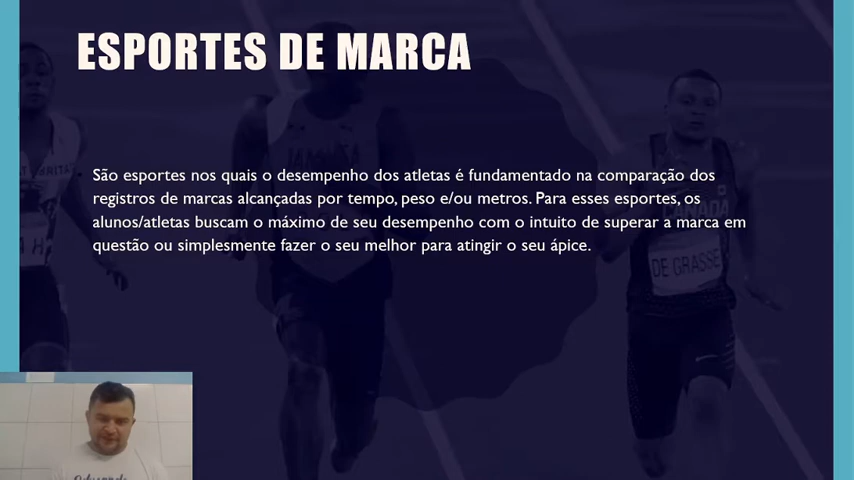 ESPORTES DE MARCA
São esportes nos quais o desempenho dos atletas é fundamentado na comparação dos
registros de marcas alcançadas por tempo, peso e/ou metros. Para esses esportes, os
alunos/atletas buscam o máximo de seu desempenho com o intuito de superar a marca em
questão ou simplesmente fazer o seu melhor para atingir o seu ápice.
CANADA
DE GRASSE